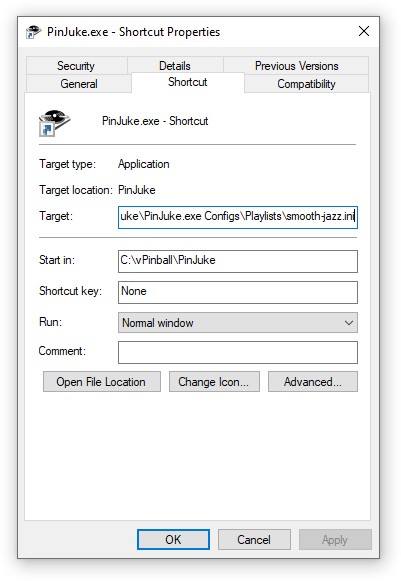 PinJuke.exe - Shortcut Properties
Security Details Previous Versions
General Shortcut Compatibility
PinJuke.exe - Shortcut
Target type: Application
Target location: PinJuke
Target: uke\PinJuke.exe Configs\Playlists\smooth-jazz.ini
Start in: C:\vPinball\PinJuke
Shortcut key: None
Run: Normal window
Comment:
Open File Location Change Icon... Advanced...
OK Cancel Apply